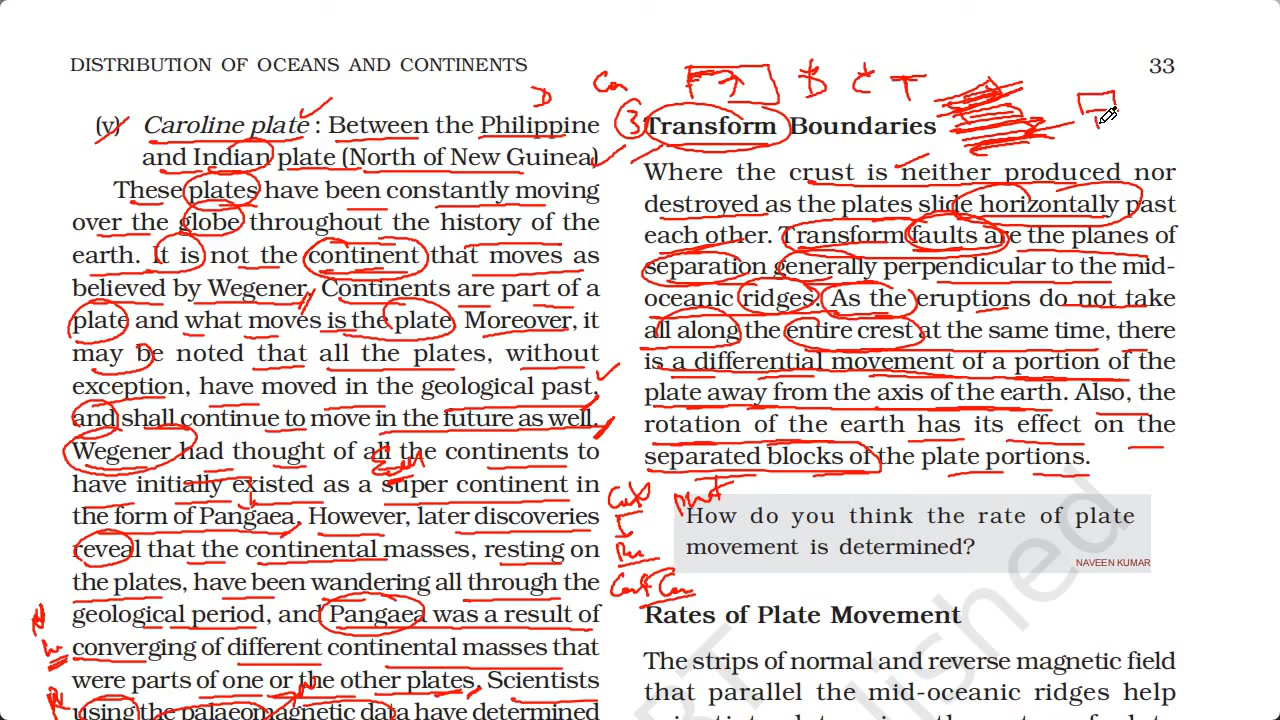 DISTRIBUTION OF OCEANS AND CONTINENTS
33
(v) Caroline plate : Between the Philippine
and Indian plate (North of New Guinea)
These plates have been constantly moving
over the globe throughout the history of the
earth. It is not the continent that moves as
believed by Wegener. Continents are part of a
plate and what moves is the plate. Moreover, it
may be noted that all the plates, without
exception, have moved in the geological past,
and shall continue to move in the future as well.
Wegener had thought of all the continents to
have initially existed as a super continent in
the form of Pangaea. However, later discoveries
reveal that the continental masses, resting on
the plates, have been wandering all through the
geological period, and Pangaea was a result of
converging of different continental masses that
were parts of one or the other plates. Scientists
using the palaeomagnetic data have determined
D
B C T
3
Transform Boundaries
Where the crust is neither produced nor
destroyed as the plates slide horizontally past
each other. Transform faults are the planes of
separation generally perpendicular to the mid-
oceanic ridges. As the eruptions do not take
all along the entire crest at the same time, there
is a differential movement of a portion of the
plate away from the axis of the earth. Also, the
rotation of the earth has its effect on the
separated blocks of the plate portions.
How do you think the rate of plate
movement is determined?
NAVEEN KUMAR
Rates of Plate Movement
The strips of normal and reverse magnetic field
that parallel the mid-oceanic ridges help